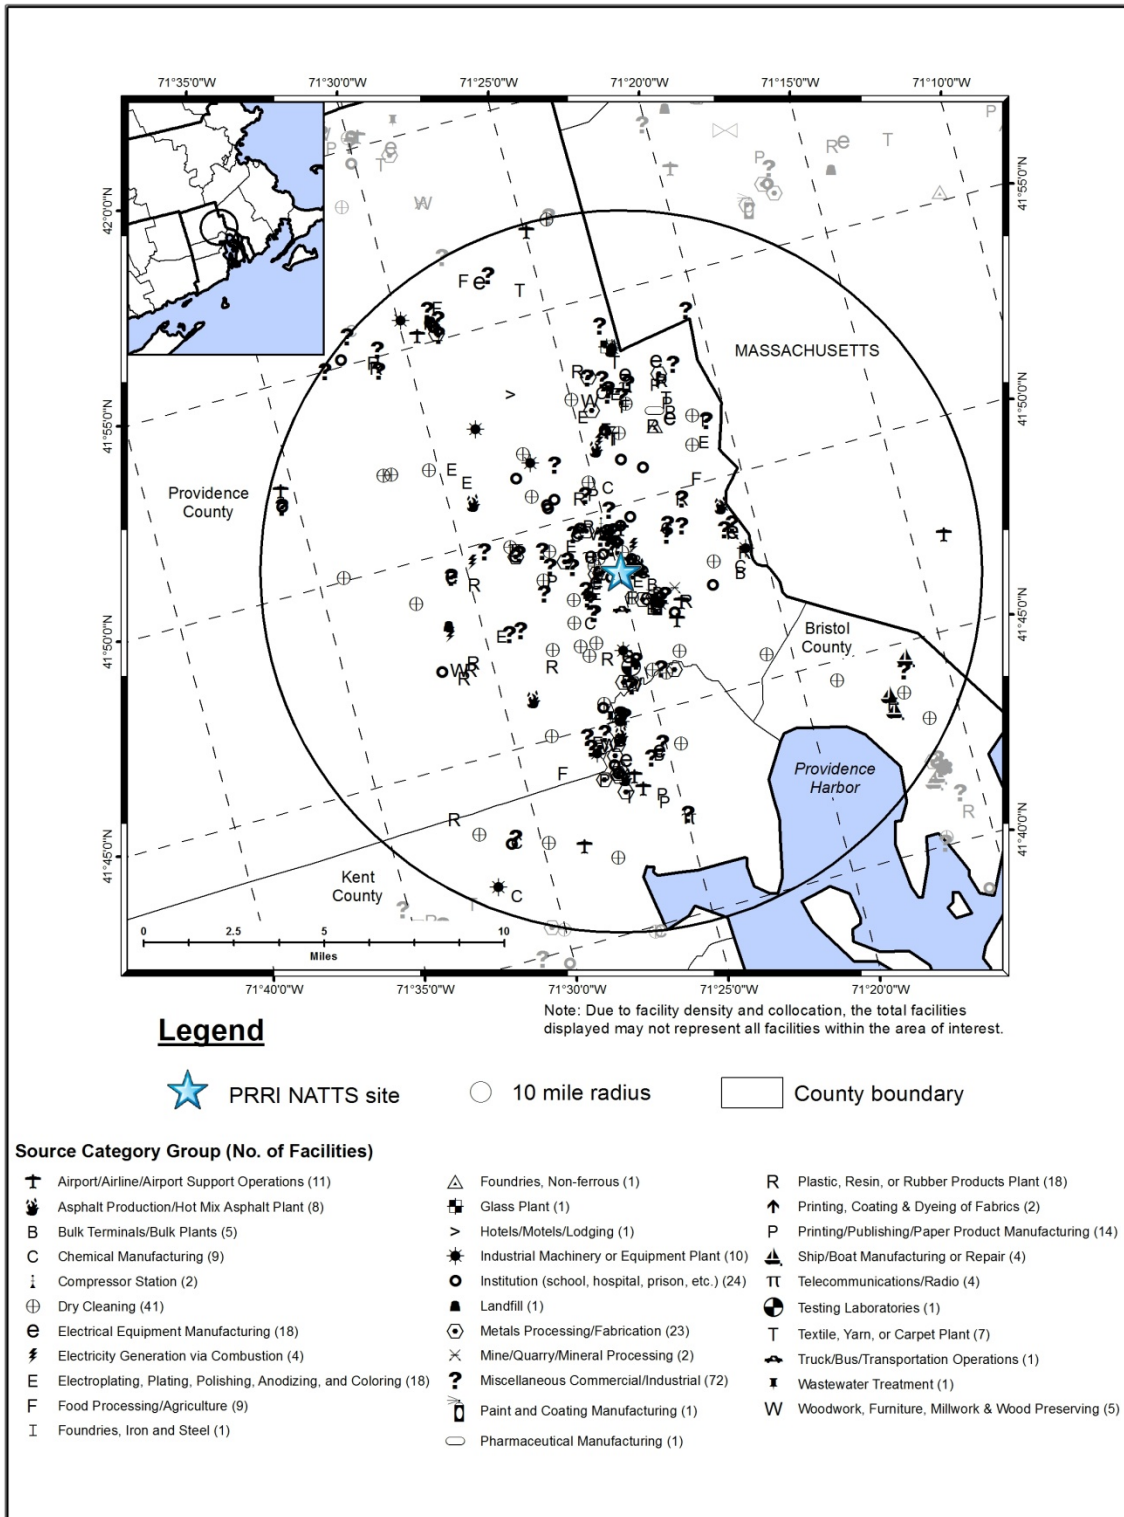 71°35'0"W
71°30'0"W
71°25'0"W
71°20'0"W
71°15'0"W
71°10'0"W
42°0'0"N
41°55'0"N
41°50'0"N
41°45'0"N
41°55'0"N
41°50'0"N
41°45'0"N
41°40'0"N
MASSACHUSETTS
Providence
County
Bristol
County
Providence
Harbor
Kent
County
0 2.5 5 10
Miles
71°40'0"W
71°35'0"W
71°30'0"W
71°25'0"W
71°20'0"W
Note: Due to facility density and collocation, the total facilities
displayed may not represent all facilities within the area of interest.
Legend
PRRI NATTS site
10 mile radius
County boundary
Source Category Group (No. of Facilities)
Airport/Airline/Airport Support Operations (11)
Asphalt Production/Hot Mix Asphalt Plant (8)
B Bulk Terminals/Bulk Plants (5)
C Chemical Manufacturing (9)
Compressor Station (2)
Dry Cleaning (41)
e Electrical Equipment Manufacturing (18)
Electricity Generation via Combustion (4)
E Electroplating, Plating, Polishing, Anodizing, and Coloring (18)
F Food Processing/Agriculture (9)
I Foundries, Iron and Steel (1)
Foundries, Non-ferrous (1)
Glass Plant (1)
> Hotels/Motels/Lodging (1)
Industrial Machinery or Equipment Plant (10)
Institution (school, hospital, prison, etc.) (24)
Landfill (1)
Metals Processing/Fabrication (23)
Mine/Quarry/Mineral Processing (2)
? Miscellaneous Commercial/Industrial (72)
Paint and Coating Manufacturing (1)
Pharmaceutical Manufacturing (1)
R Plastic, Resin, or Rubber Products Plant (18)
Printing, Coating & Dyeing of Fabrics (2)
P Printing/Publishing/Paper Product Manufacturing (14)
Ship/Boat Manufacturing or Repair (4)
π Telecommunications/Radio (4)
Testing Laboratories (1)
T Textile, Yarn, or Carpet Plant (7)
Truck/Bus/Transportation Operations (1)
Wastewater Treatment (1)
W Woodwork, Furniture, Millwork & Wood Preserving (5)